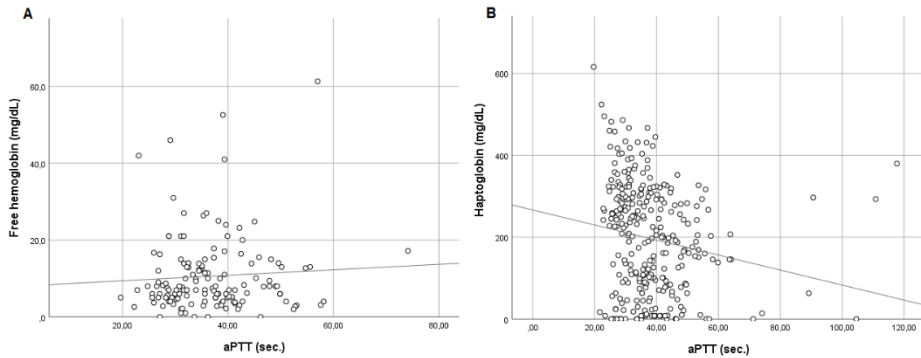 A
Free hemoglobin (mg/dL)
60,0
40,0
20,0
,0
20,00 40,00 60,00 80,00
aPTT (sec.)
B
Haptoglobin (mg/dL)
600
400
200
0
,00 20,00 40,00 60,00 80,00 100,00 120,00
aPTT (sec.)